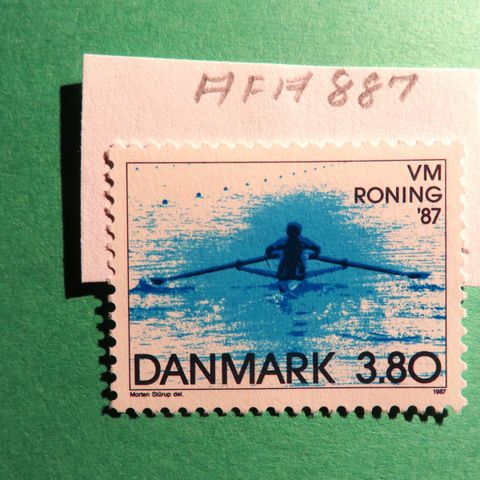 AFA 887
VM
RONING
'87
DANMARK 3.80
Morten Stürup del. 1987